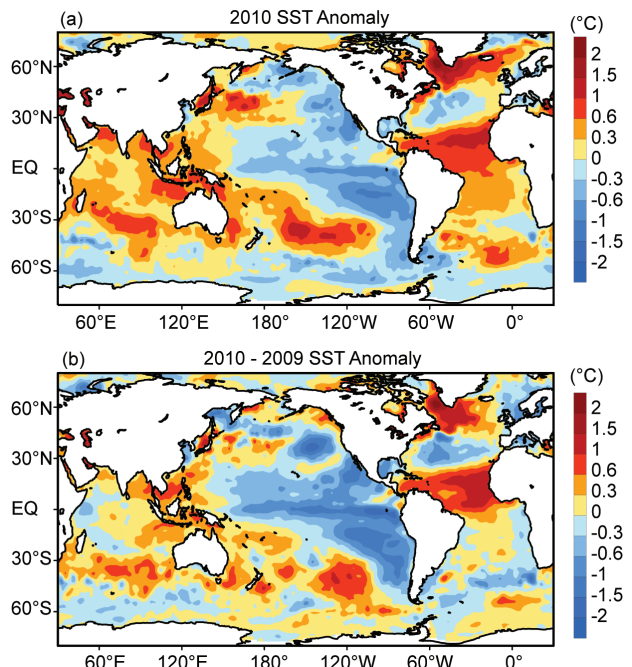 (a) 2010 SST Anomaly (°C)
60°N
30°N
EQ
30°S
60°S
60°E 120°E 180° 120°W 60°W 0°
2
1.5
1
0.6
0.3
0
-0.3
-0.6
-1
-1.5
-2
(b) 2010 - 2009 SST Anomaly (°C)
60°N
30°N
EQ
30°S
60°S
60°E 120°E 180° 120°W 60°W 0°
2
1.5
1
0.6
0.3
0
-0.3
-0.6
-1
-1.5
-2